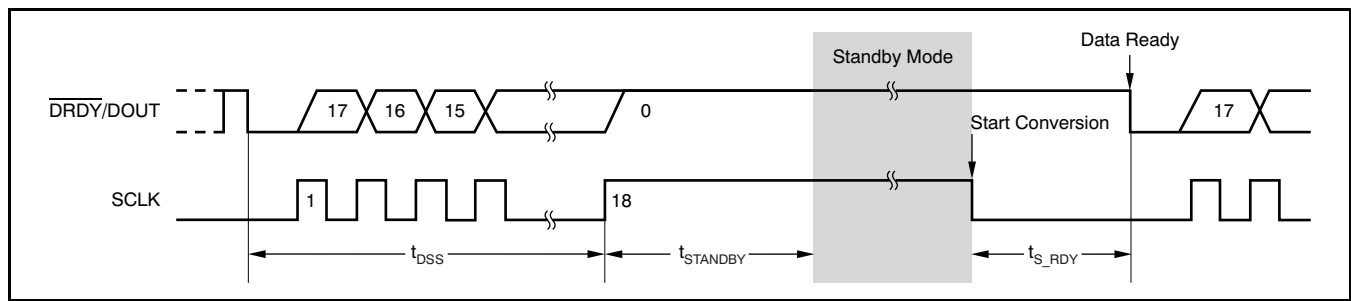 Data Ready
Standby Mode
DRDY/DOUT
17
16
15
0
17
Start Conversion
SCLK
1
18
tDSS
tSTANDBY
tS_RDY